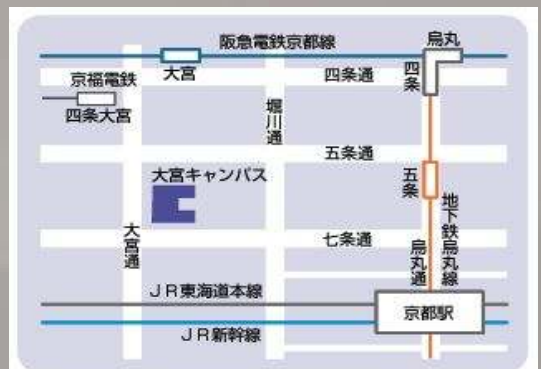 阪急電鉄京都線
烏丸
京福電鉄
大宮
四条通
四条
四条大宮
堀川通
五条通
大宮キャンパス
五条
大宮通
七条通
烏丸通
地下鉄烏丸線
JR東海道本線
京都駅
JR新幹線